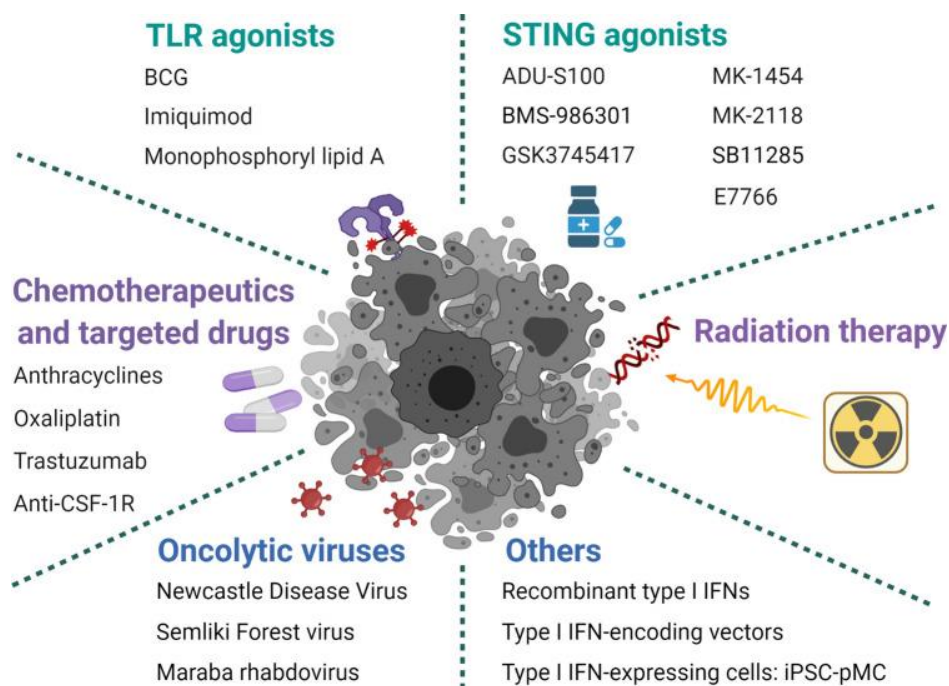 TLR agonists
BCG
Imiquimod
Monophosphoryl lipid A
STING agonists
ADU-S100
BMS-986301
GSK3745417
MK-1454
MK-2118
SB11285
E7766
Chemotherapeutics
and targeted drugs
Anthracyclines
Oxaliplatin
Trastuzumab
Anti-CSF-1R
Radiation therapy
Oncolytic viruses
Newcastle Disease Virus
Semliki Forest virus
Maraba rhabdovirus
Others
Recombinant type I IFNs
Type I IFN-encoding vectors
Type I IFN-expressing cells: iPSC-pMC